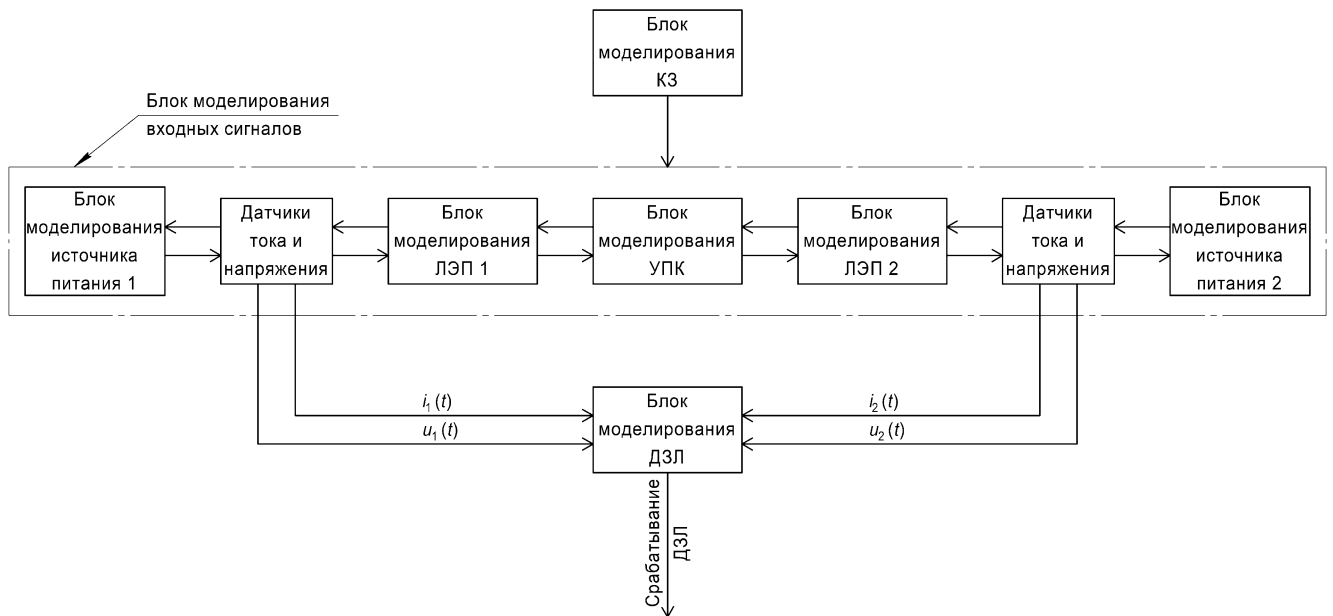 Блок
моделирования
КЗ
Блок моделирования
входных сигналов
Блок
моделирования
источника
питания 1
Датчики
тока и
напряжения
Блок
моделирования
ЛЭП 1
Блок
моделирования
УПК
Блок
моделирования
ЛЭП 2
Датчики
тока и
напряжения
Блок
моделирования
источника
питания 2
i₁(t)
u₁(t)
Блок
моделирования
ДЗЛ
i₂(t)
u₂(t)
Срабатывание
ДЗЛ